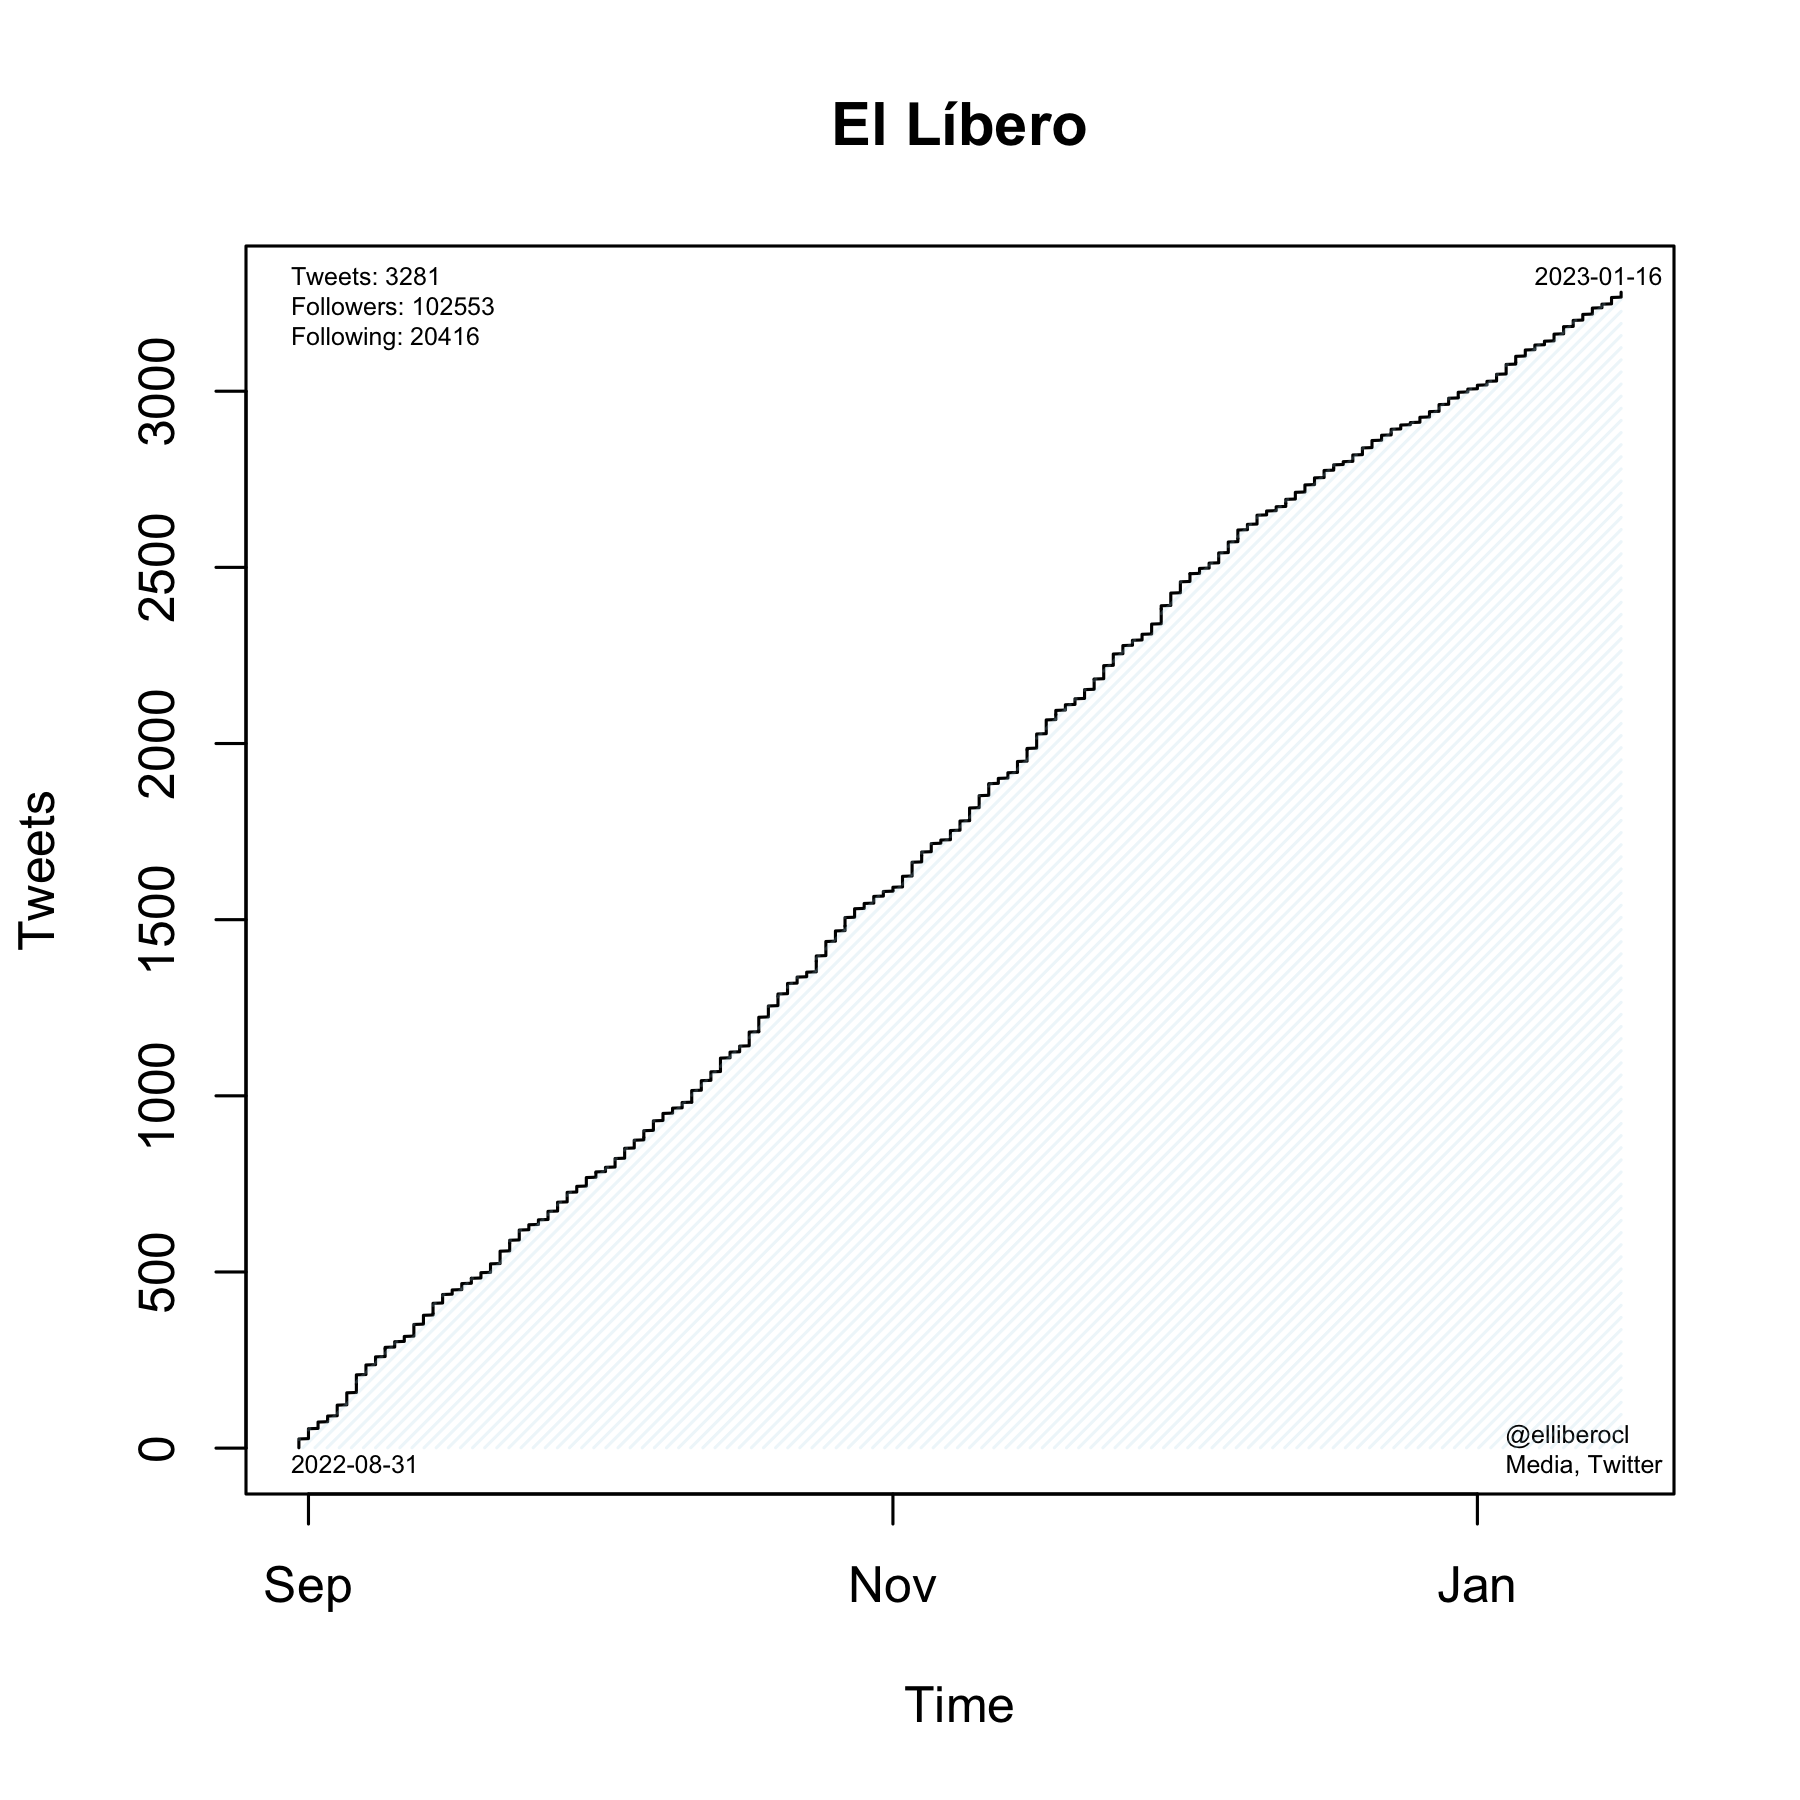 El Líbero
Tweets: 3281
Followers: 102553
Following: 20416
2023-01-16
3000
2500
2000
1500
1000
500
0
Tweets
@elliberocl
Media, Twitter
2022-08-31
Sep
Nov
Jan
Time